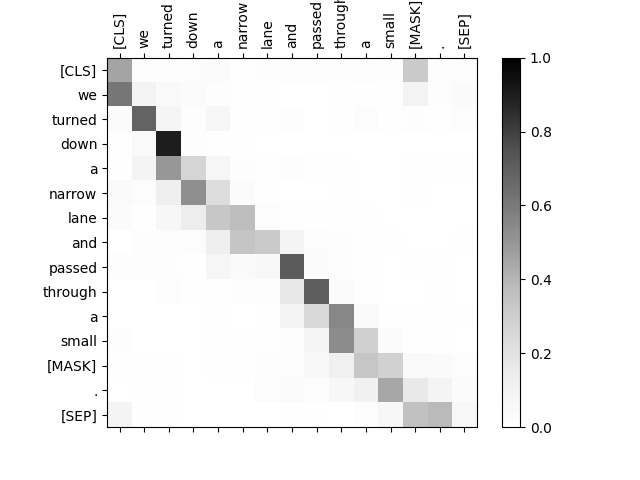 [CLS] we turned down a narrow lane and passed through a small [MASK] . [SEP]
[CLS]
we
turned
down
a
narrow
lane
and
passed
through
a
small
[MASK]
.
[SEP]
1.0
0.8
0.6
0.4
0.2
0.0